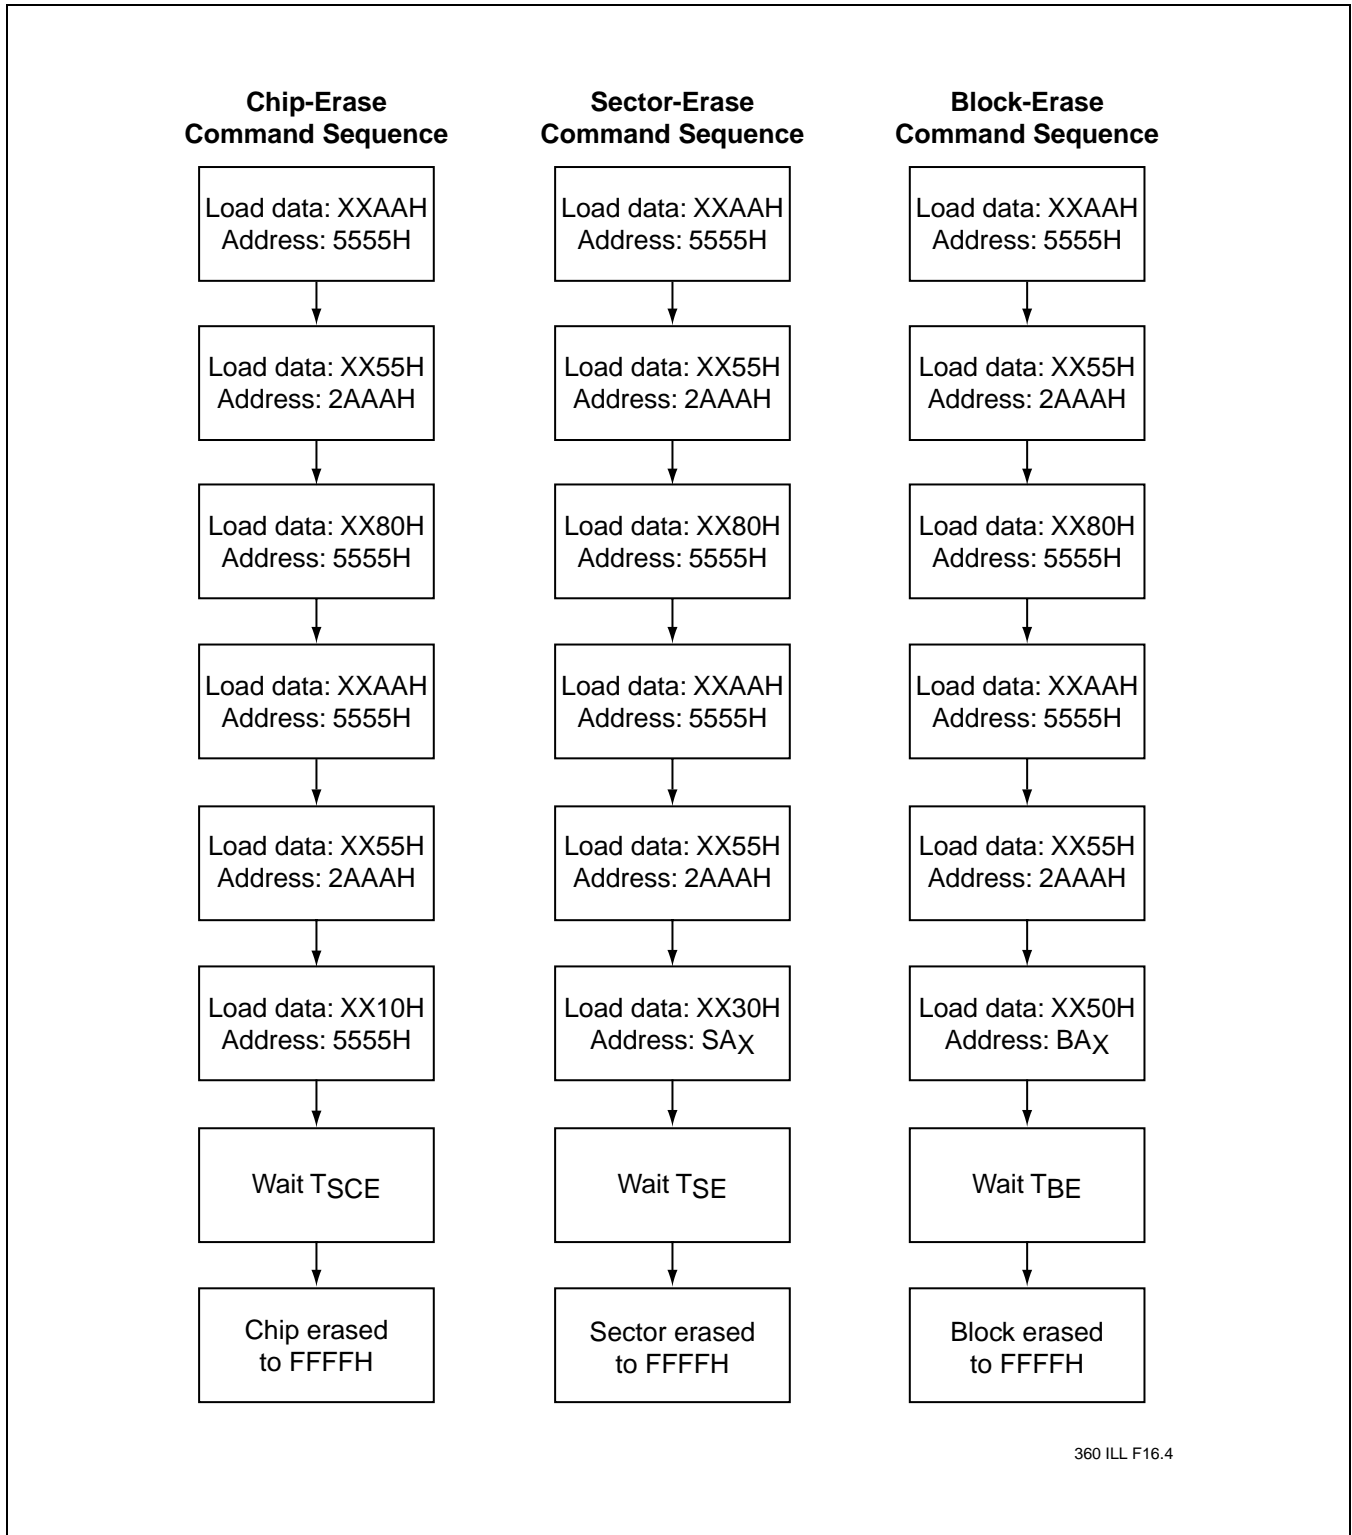 Chip-Erase
Command Sequence
Load data: XXAAH
Address: 5555H
Load data: XX55H
Address: 2AAAH
Load data: XX80H
Address: 5555H
Load data: XXAAH
Address: 5555H
Load data: XX55H
Address: 2AAAH
Load data: XX10H
Address: 5555H
Wait TSCE
Chip erased
to FFFFH
Sector-Erase
Command Sequence
Load data: XXAAH
Address: 5555H
Load data: XX55H
Address: 2AAAH
Load data: XX80H
Address: 5555H
Load data: XXAAH
Address: 5555H
Load data: XX55H
Address: 2AAAH
Load data: XX30H
Address: SAX
Wait TSE
Sector erased
to FFFFH
Block-Erase
Command Sequence
Load data: XXAAH
Address: 5555H
Load data: XX55H
Address: 2AAAH
Load data: XX80H
Address: 5555H
Load data: XXAAH
Address: 5555H
Load data: XX55H
Address: 2AAAH
Load data: XX50H
Address: BAX
Wait TBE
Block erased
to FFFFH
360 ILL F16.4